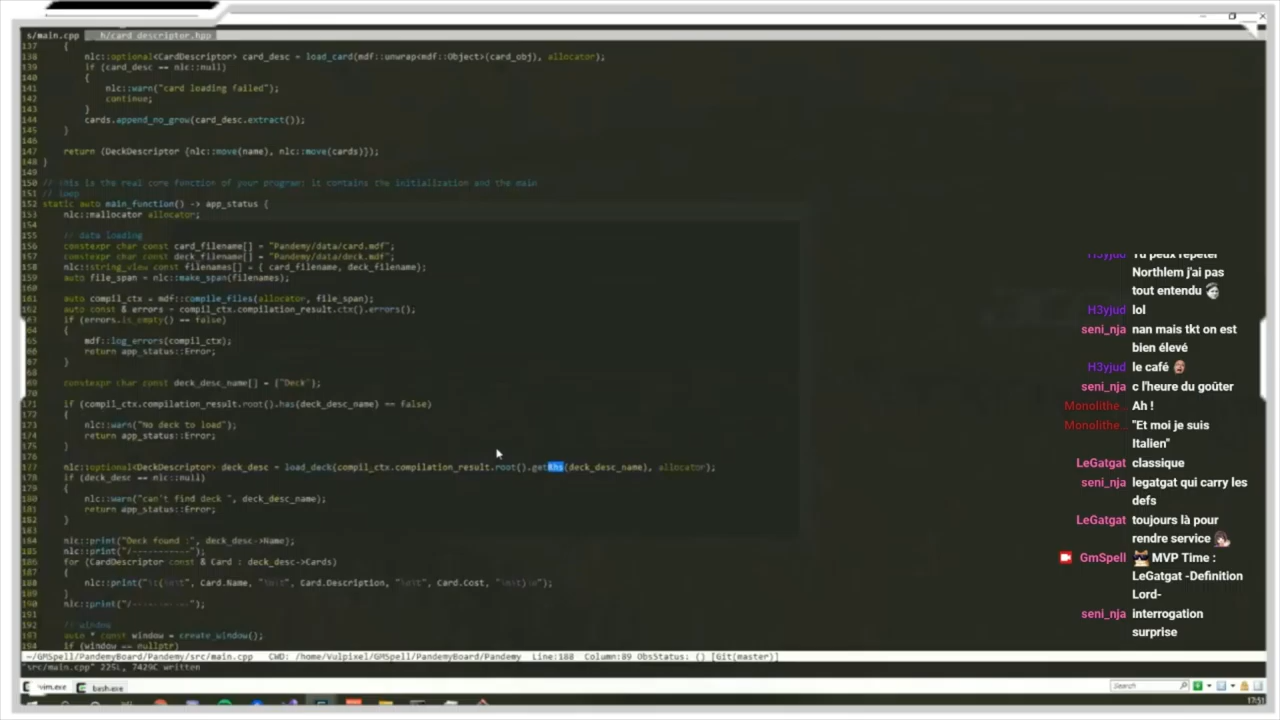 s/main.cpp    h/card_descriptor.hpp
137     {
138         nlc::optional<CardDescriptor> card_desc = load_card(mdf::unwrap<mdf::Object>(card_obj), allocator);
139         if (card_desc == nlc::null)
140         {
141             nlc::warn("card loading failed");
142             continue;
143         }
144         cards.append_no_grow(card_desc.extract());
145     }
146
147     return (DeckDescriptor {nlc::move(name), nlc::move(cards)});
148 }
149
150 // This is the real core function of your program: it contains the initialization and the main
151 // loop
152 static auto main_function() -> app_status {
153     nlc::mallocator allocator;
154
155     // data loading
156     constexpr char const card_filename[] = "Pandemy/data/card.mdf";
157     constexpr char const deck_filename[] = "Pandemy/data/deck.mdf";
158     nlc::string_view const filenames[] = { card_filename, deck_filename};
159     auto file_span = nlc::make_span(filenames);
160
161     auto compil_ctx = mdf::compile_files(allocator, file_span);
162     auto const & errors = compil_ctx.compilation_result.ctx().errors();
163     if (errors.is_empty() == false)
164     {
165         mdf::log_errors(compil_ctx);
166         return app_status::Error;
167     }
168
169     constexpr char const deck_desc_name[] = {"Deck"};
170
171     if (compil_ctx.compilation_result.root().has(deck_desc_name) == false)
172     {
173         nlc::warn("No deck to load");
174         return app_status::Error;
175     }
176
177     nlc::optional<DeckDescriptor> deck_desc = load_deck(compil_ctx.compilation_result.root().getRhs(deck_desc_name), allocator);
178     if (deck_desc == nlc::null)
179     {
180         nlc::warn("can't find deck ", deck_desc_name);
181         return app_status::Error;
182     }
183
184     nlc::print("Deck found :", deck_desc->Name);
185     nlc::print("/-----------");
186     for (CardDescriptor const & Card : deck_desc->Cards)
187     {
188         nlc::print(Card.Name, Card.Description, Card.Cost,
189     }
190     nlc::print("/-----------");
191
192     // window
193     auto * const window = create_window();
194     if (window == nullptr)
~/GMSpell/PandemyBoard/Pandemy/src/main.cpp   CWD: /home/Vulpixel/GMSpell/PandemyBoard/Pandemy   Line:188   Column:89 ObsStatus: () [Git(master)]
"src/main.cpp" 225L, 7429C written
vim.exe    bash.exe    Search
17:51
H3yjud Tu peux répéter
Northlem j'ai pas
tout entendu
H3yjud lol
seni_nja nan mais tkt on est
bien élevé
H3yjud le café
seni_nja c l'heure du goûter
Monolithe... Ah !
Monolithe... "Et moi je suis
Italien"
LeGatgat classique
seni_nja legatgat qui carry les
defs
LeGatgat toujours là pour
rendre service
GmSpell MVP Time :
LeGatgat -Definition
Lord-
seni_nja interrogation
surprise